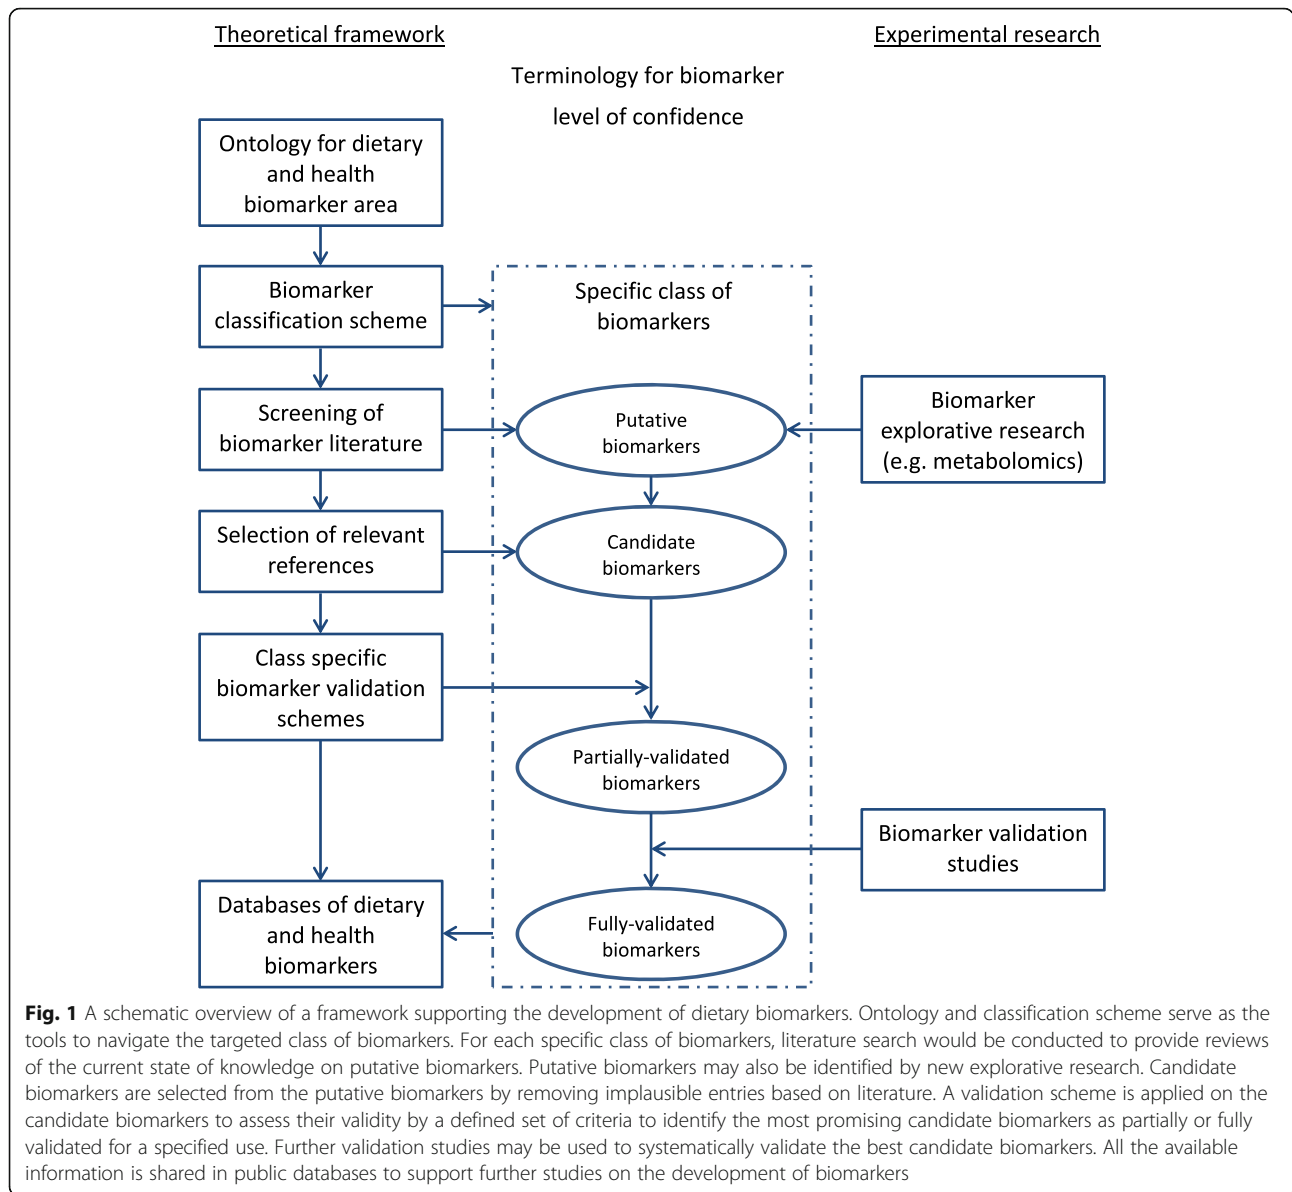 Theoretical framework
Experimental research
Terminology for biomarker
level of confidence
Ontology for dietary
and health
biomarker area
Biomarker
classification scheme
Specific class of
biomarkers
Screening of
biomarker literature
Putative
biomarkers
Biomarker
explorative research
(e.g. metabolomics)
Selection of relevant
references
Candidate
biomarkers
Class specific
biomarker validation
schemes
Partially-validated
biomarkers
Biomarker validation
studies
Databases of dietary
and health
biomarkers
Fully-validated
biomarkers
Fig. 1 A schematic overview of a framework supporting the development of dietary biomarkers. Ontology and classification scheme serve as the
tools to navigate the targeted class of biomarkers. For each specific class of biomarkers, literature search would be conducted to provide reviews
of the current state of knowledge on putative biomarkers. Putative biomarkers may also be identified by new explorative research. Candidate
biomarkers are selected from the putative biomarkers by removing implausible entries based on literature. A validation scheme is applied on the
candidate biomarkers to assess their validity by a defined set of criteria to identify the most promising candidate biomarkers as partially or fully
validated for a specified use. Further validation studies may be used to systematically validate the best candidate biomarkers. All the available
information is shared in public databases to support further studies on the development of biomarkers